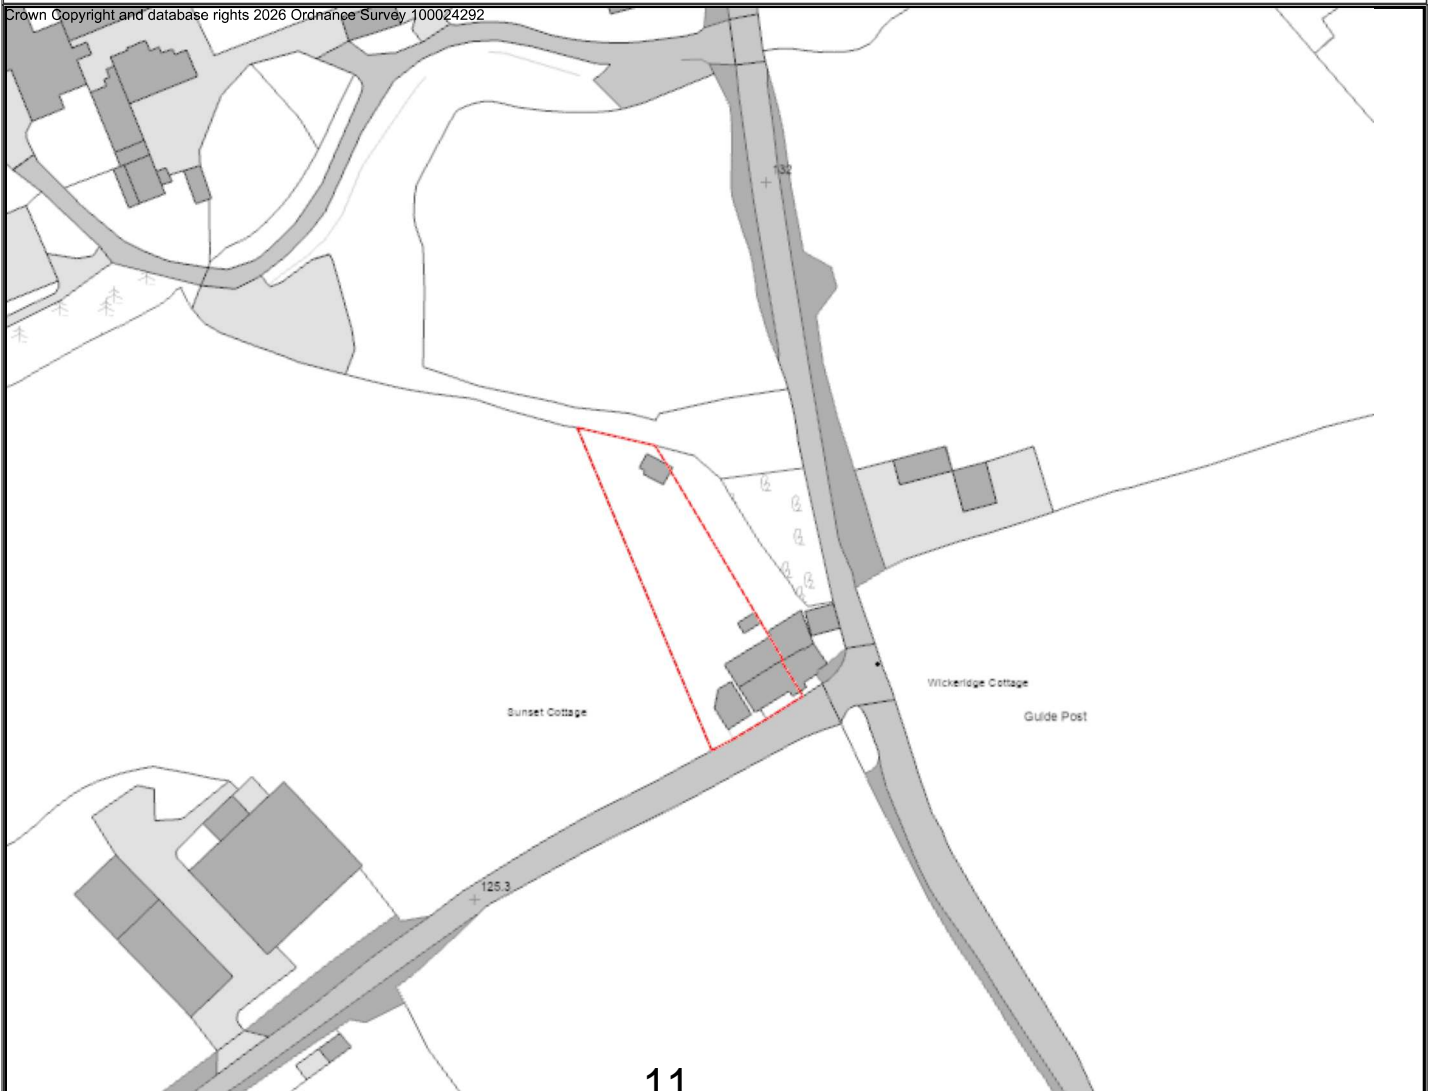 Crown Copyright and database rights 2026 Ordnance Survey 100024292
132
Wickeridge Cottage
Sunset Cottage
Guide Post
125.3
11